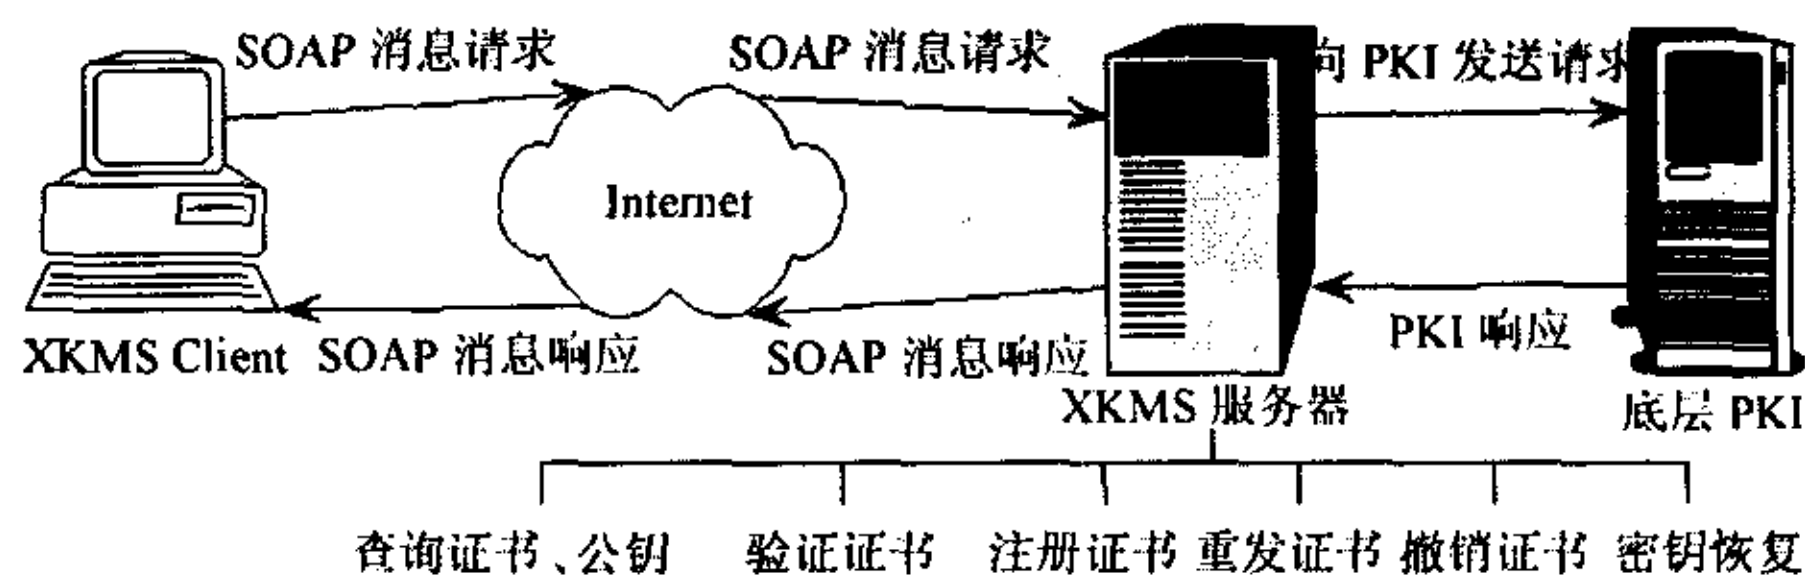 SOAP 消息请求
SOAP 消息请求
向 PKI 发送请求
Internet
PKI 响应
XKMS Client
SOAP 消息响应
SOAP 消息响应
XKMS 服务器
底层 PKI
查询证书、公钥
验证证书
注册证书
重发证书
撤销证书
密钥恢复